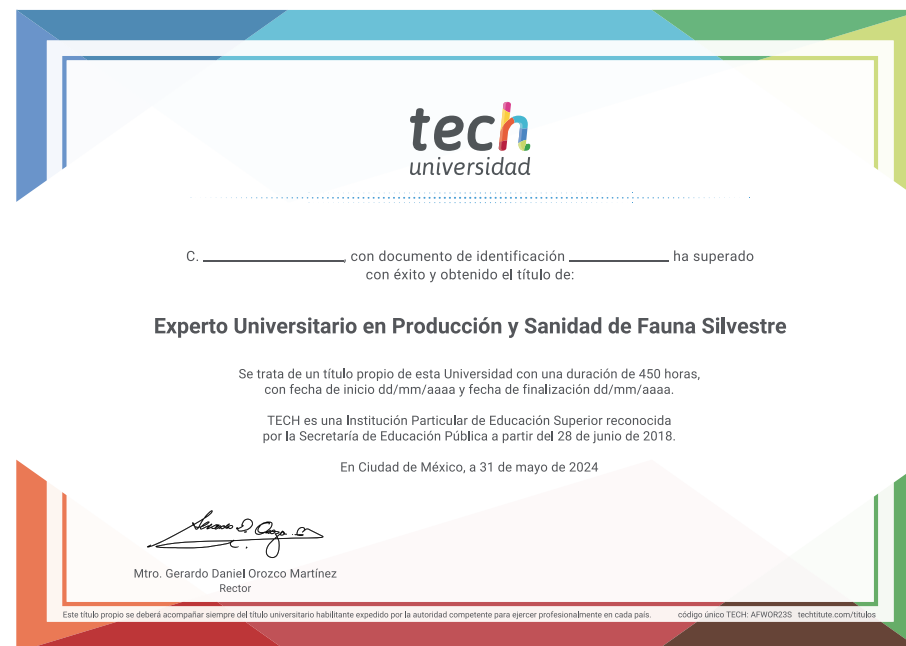 tech
universidad
C. ________________, con documento de identificación ____________ ha superado
con éxito y obtenido el título de:
Experto Universitario en Producción y Sanidad de Fauna Silvestre
Se trata de un título propio de esta Universidad con una duración de 450 horas,
con fecha de inicio dd/mm/aaaa y fecha de finalización dd/mm/aaaa.
TECH es una Institución Particular de Educación Superior reconocida
por la Secretaría de Educación Pública a partir del 28 de junio de 2018.
En Ciudad de México, a 31 de mayo de 2024
Mtro. Gerardo Daniel Orozco Martínez
Rector
Este título propio se deberá acompañar siempre del título universitario habilitante expedido por la autoridad competente para ejercer profesionalmente en cada país. código único TECH: AFWOR23S techtitute.com/titulos